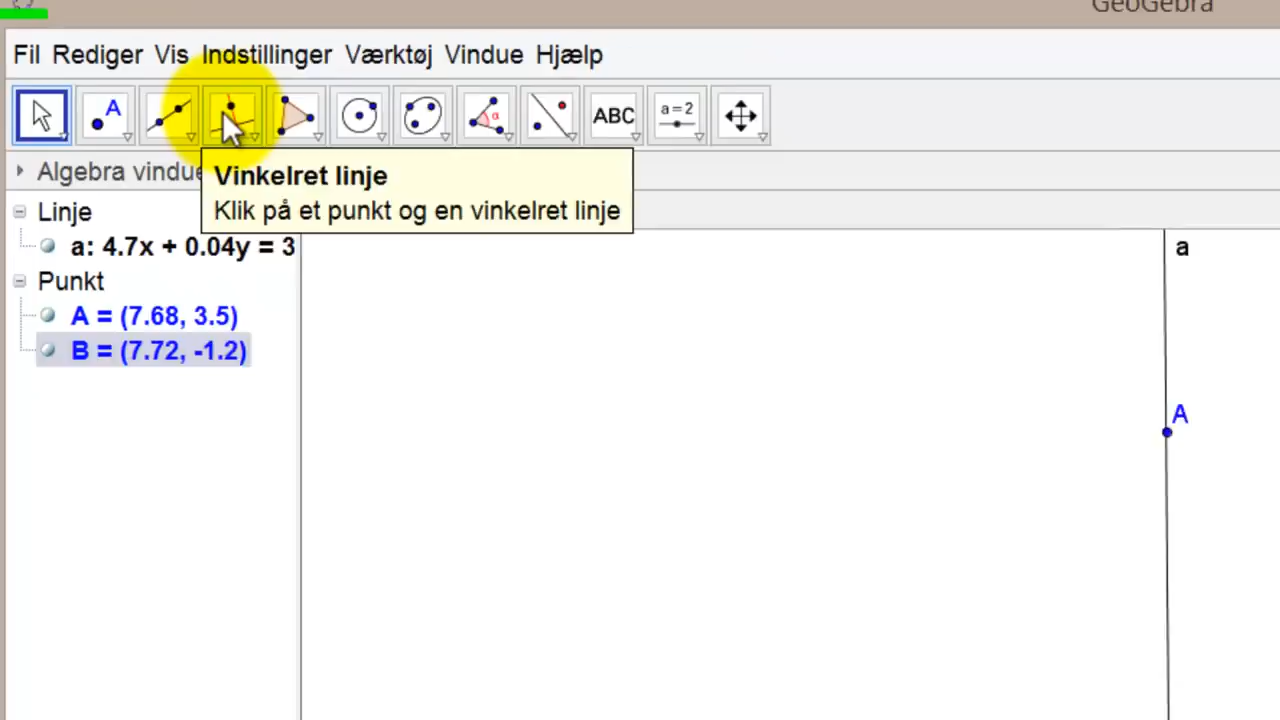 GeoGebra
Fil Rediger Vis Indstillinger Værktøj Vindue Hjælp
A
α
ABC
a=2
Algebra vindue
Vinkelret linje
Klik på et punkt og en vinkelret linje
Linje
a: 4.7x + 0.04y = 3
a
Punkt
A = (7.68, 3.5)
B = (7.72, -1.2)
A